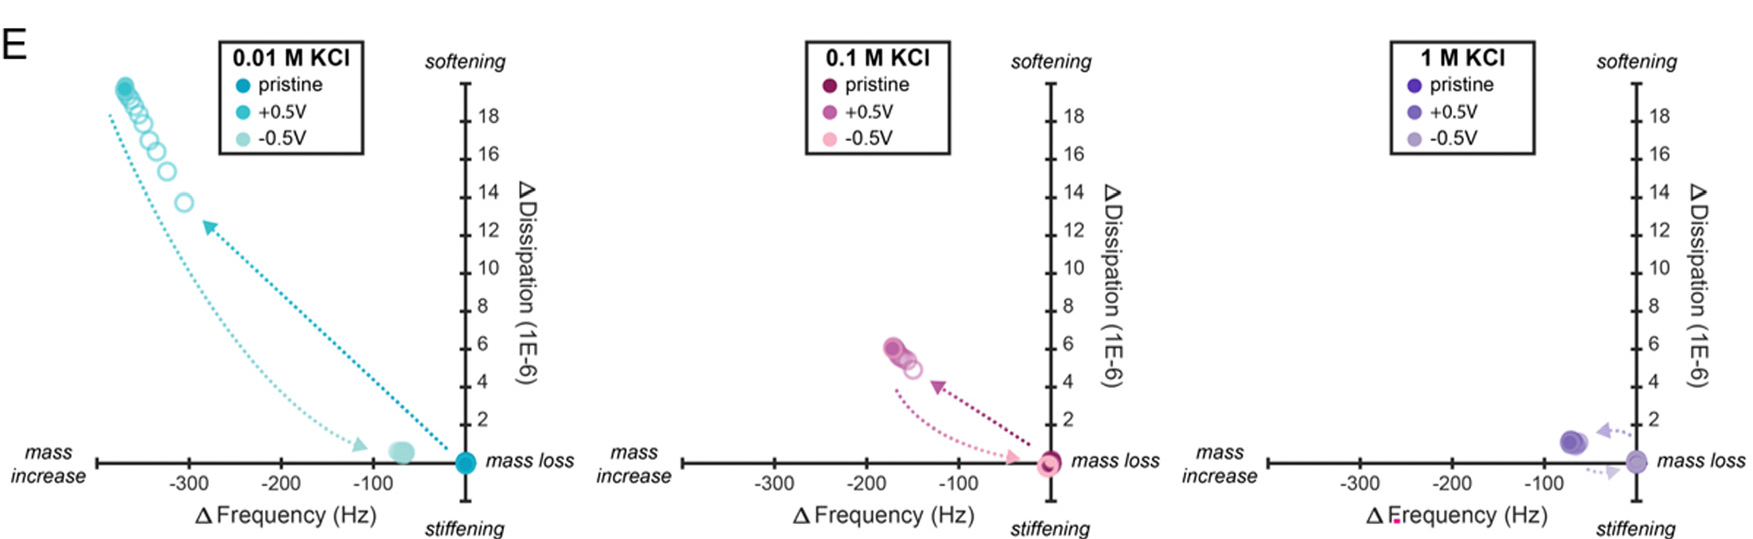 E
0.01 M KCl
pristine
+0.5V
-0.5V
softening
18
16
14
12
10
8
6
4
2
Δ Dissipation (1E-6)
mass increase
mass loss
-300
-200
-100
Δ Frequency (Hz)
stiffening
0.1 M KCl
pristine
+0.5V
-0.5V
softening
18
16
14
12
10
8
6
4
2
Δ Dissipation (1E-6)
mass increase
mass loss
-300
-200
-100
Δ Frequency (Hz)
stiffening
1 M KCl
pristine
+0.5V
-0.5V
softening
18
16
14
12
10
8
6
4
2
Δ Dissipation (1E-6)
mass increase
mass loss
-300
-200
-100
Δ Frequency (Hz)
stiffening